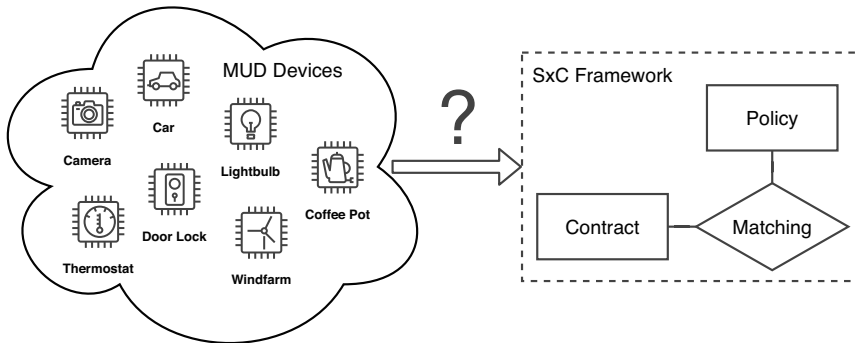 MUD Devices
Camera
Car
Lightbulb
Coffee Pot
Thermostat
Door Lock
Windfarm
?
SxC Framework
Policy
Contract
Matching